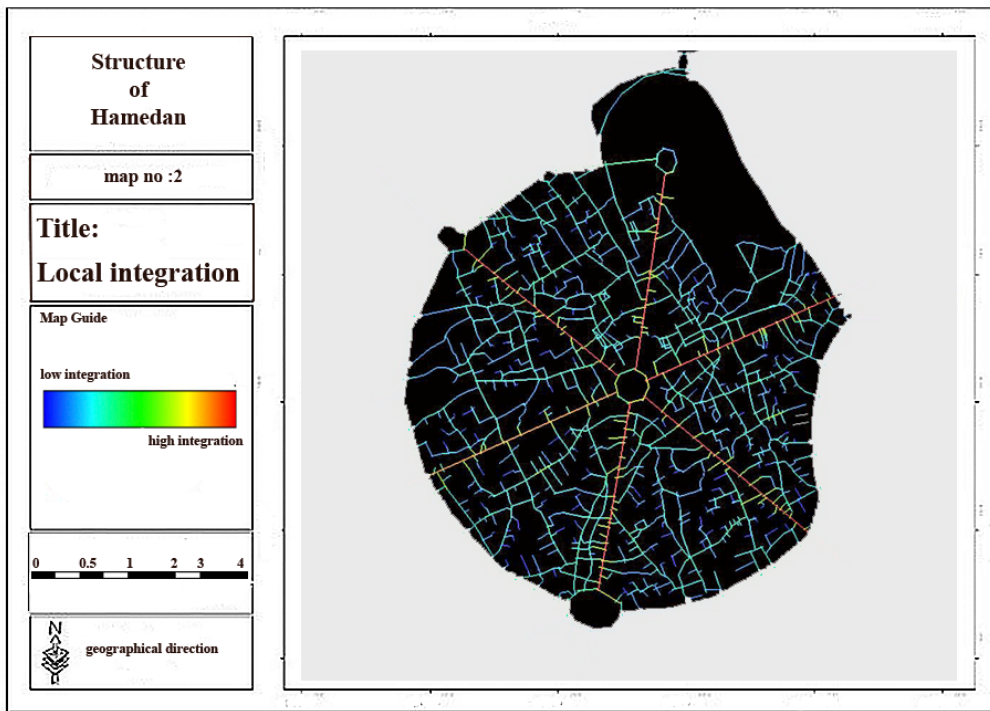 Structure
of
Hamedan
map no :2
Title:
Local integration
Map Guide
low integration
high integration
0 0.5 1 2 3 4
N
geographical direction